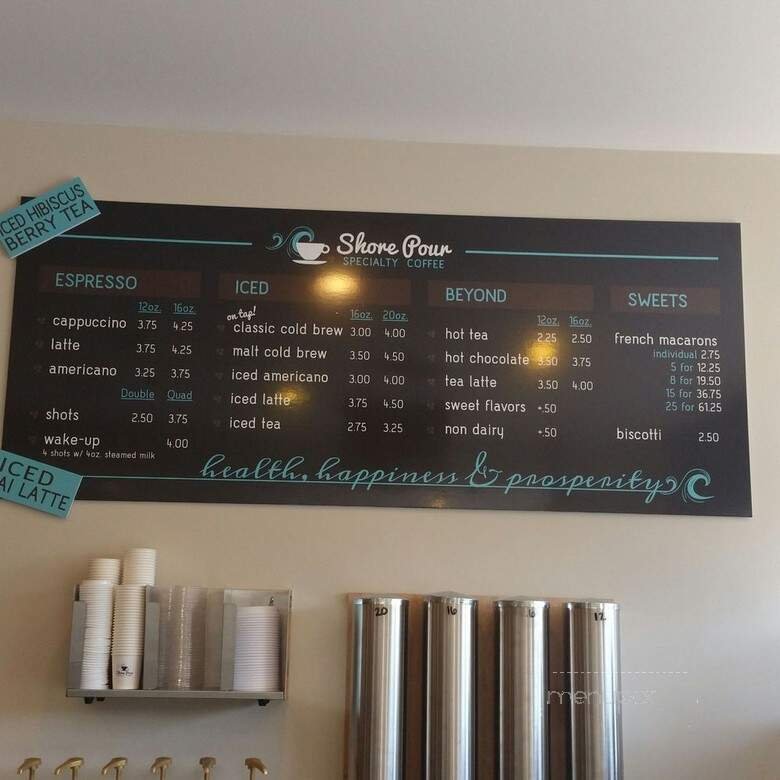 CED HIBISCUS
BERRY TEA
Shore Pour
SPECIALTY COFFEE
ESPRESSO
12oz. 16oz.
cappuccino 3.75 4.25
latte 3.75 4.25
americano 3.25 3.75
Double Quad
shots 2.50 3.75
wake-up 4.00
4 shots w/ 4oz. steamed milk
ICED
on tap!
16oz. 20oz.
classic cold brew 3.00 4.00
malt cold brew 3.50 4.50
iced americano 3.00 4.00
iced latte 3.75 4.50
iced tea 2.75 3.25
BEYOND
12oz. 16oz.
hot tea 2.25 2.50
hot chocolate 3.50 3.75
tea latte 3.50 4.00
sweet flavors +.50
non dairy +.50
SWEETS
french macarons
individual 2.75
5 for 12.25
8 for 19.50
15 for 36.75
25 for 61.25
biscotti 2.50
ICED
AI LATTE
health, happiness & prosperity
20 16 12
Shore Pour